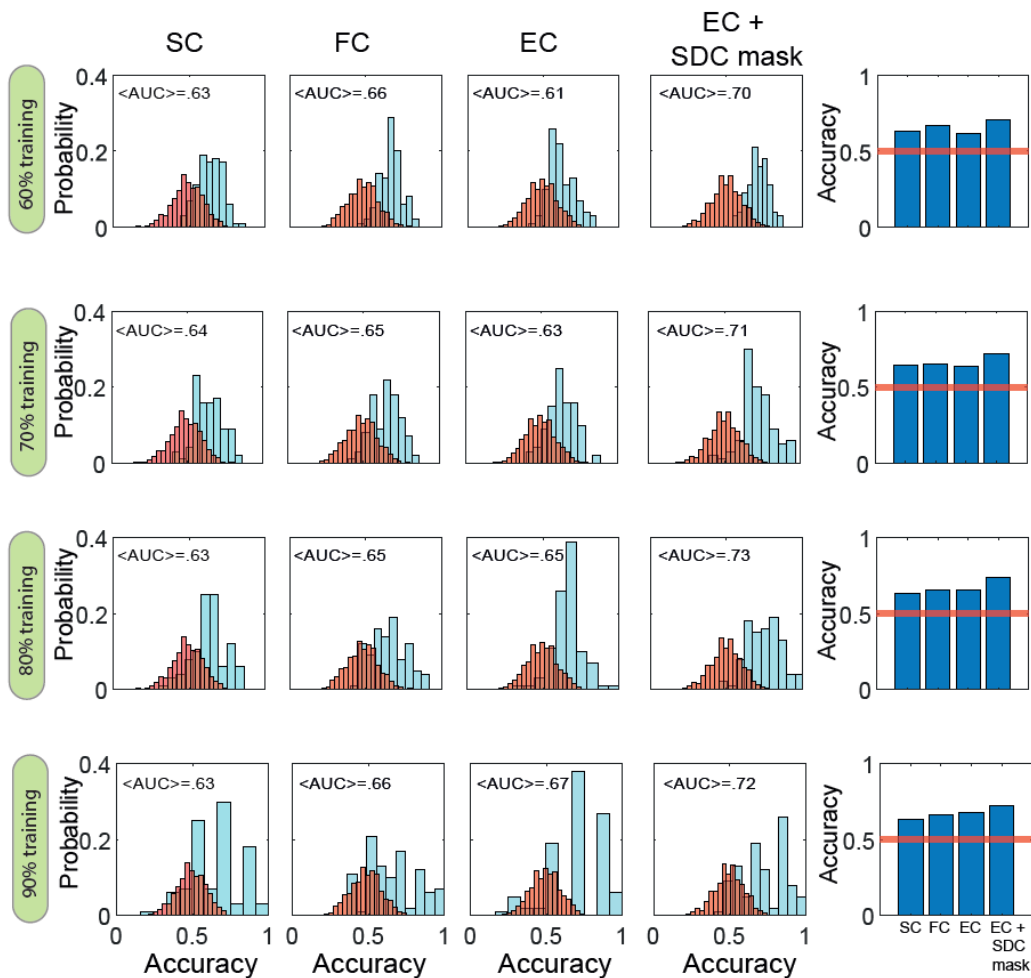 SC FC EC EC +
SDC mask
60% training
Probability
0.4
0.2
0
<AUC>=.63 <AUC>=.66 <AUC>=.61 <AUC>=.70
Accuracy
1
0.5
0
70% training
Probability
0.4
0.2
0
<AUC>=.64 <AUC>=.65 <AUC>=.63 <AUC>=.71
Accuracy
1
0.5
0
80% training
Probability
0.4
0.2
0
<AUC>=.63 <AUC>=.65 <AUC>=.65 <AUC>=.73
Accuracy
1
0.5
0
90% training
Probability
0.4
0.2
0
<AUC>=.63 <AUC>=.66 <AUC>=.67 <AUC>=.72
Accuracy
1
0.5
0
0 0.5 1 0 0.5 1 0 0.5 1 0 0.5 1
Accuracy Accuracy Accuracy Accuracy
SC FC EC EC +
SDC
mask